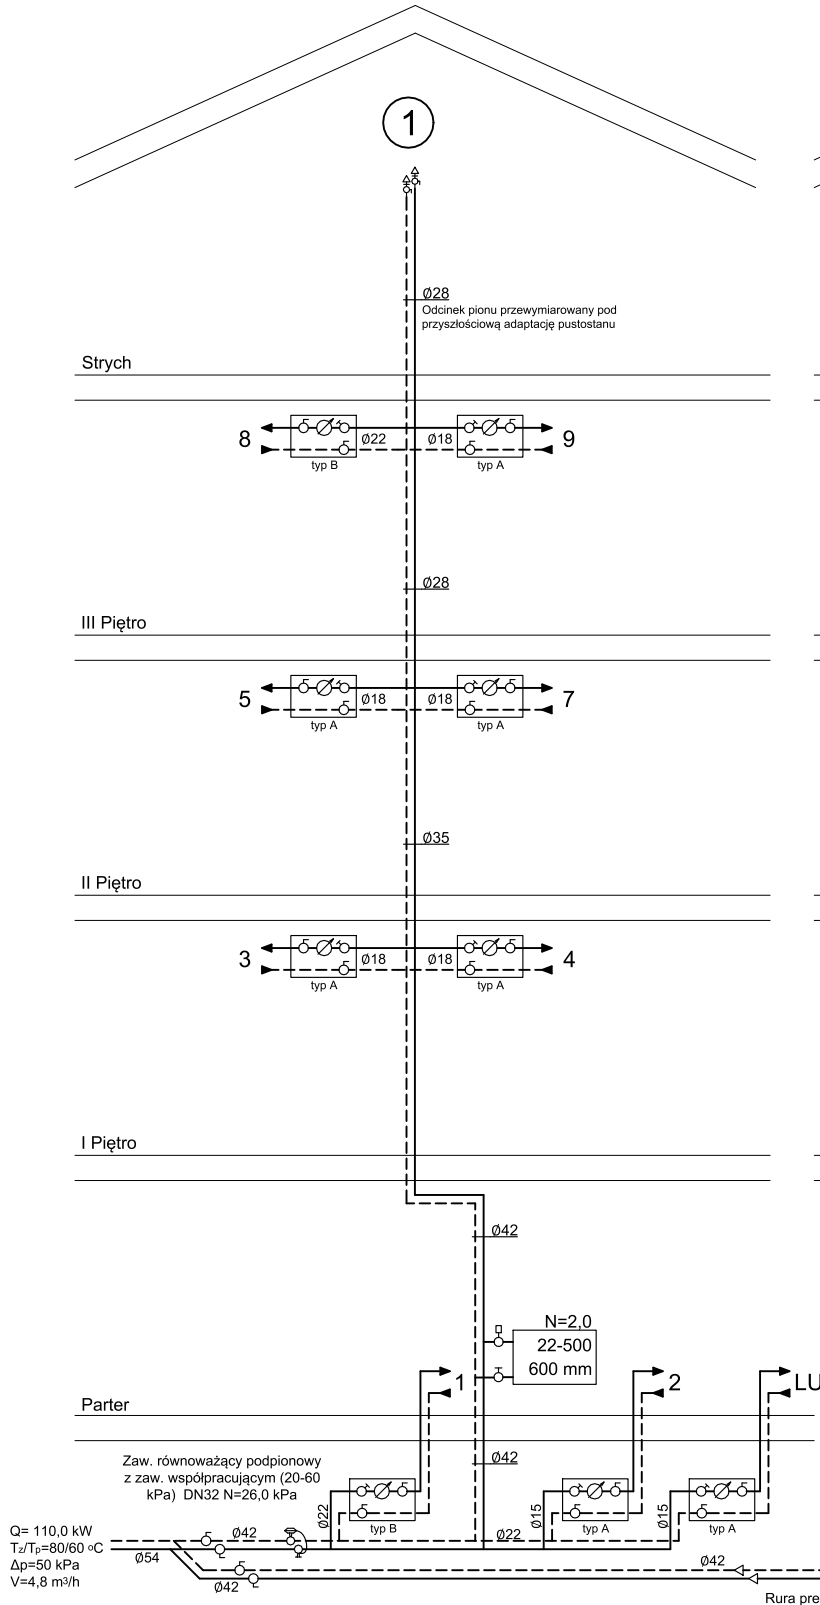 1
Ø28
Odcinek pionu przewymiarowany pod
przyszłościową adaptację pustostanu
Strych
8 Ø22 Ø18 9
typ B typ A
Ø28
III Piętro
5 Ø18 Ø18 7
typ A typ A
Ø35
II Piętro
3 Ø18 Ø18 4
typ A typ A
I Piętro
Ø42
N=2,0
22-500
600 mm
1 2 LU
Parter
Ø42
Zaw. równoważący podpionowy
z zaw. współpracującym (20-60
kPa) DN32 N=26,0 kPa
Ø22 Ø15 Ø15
typ B typ A typ A
Q= 110,0 kW
Tz/Tp=80/60 ºC
Δp=50 kPa
V=4,8 m³/h
Ø42 Ø22
Ø54
Ø42 Ø42
Rura pre